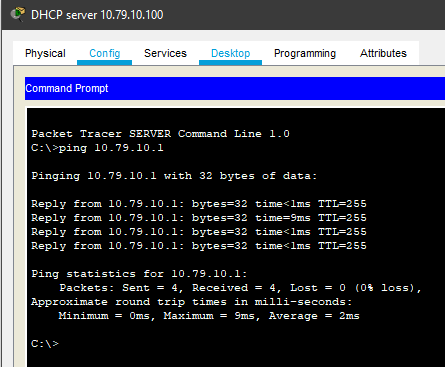 DHCP server 10.79.10.100
Physical Config Services Desktop Programming Attributes
Command Prompt
Packet Tracer SERVER Command Line 1.0
C:\>ping 10.79.10.1
Pinging 10.79.10.1 with 32 bytes of data:
Reply from 10.79.10.1: bytes=32 time<1ms TTL=255
Reply from 10.79.10.1: bytes=32 time=9ms TTL=255
Reply from 10.79.10.1: bytes=32 time<1ms TTL=255
Reply from 10.79.10.1: bytes=32 time<1ms TTL=255
Ping statistics for 10.79.10.1:
Packets: Sent = 4, Received = 4, Lost = 0 (0% loss),
Approximate round trip times in milli-seconds:
Minimum = 0ms, Maximum = 9ms, Average = 2ms
C:\>